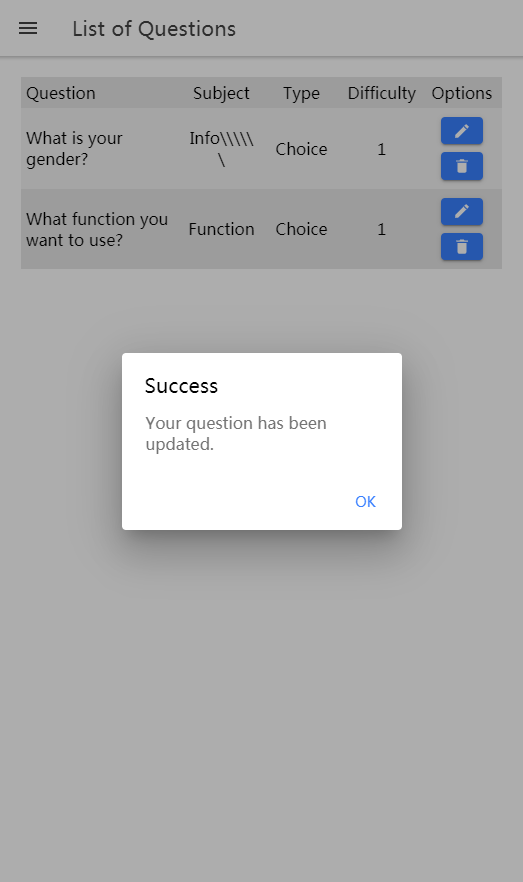 List of Questions
Question Subject Type Difficulty Options
What is your gender? Info\\\\\\ Choice 1
What function you want to use? Function Choice 1
Success
Your question has been
updated.
OK